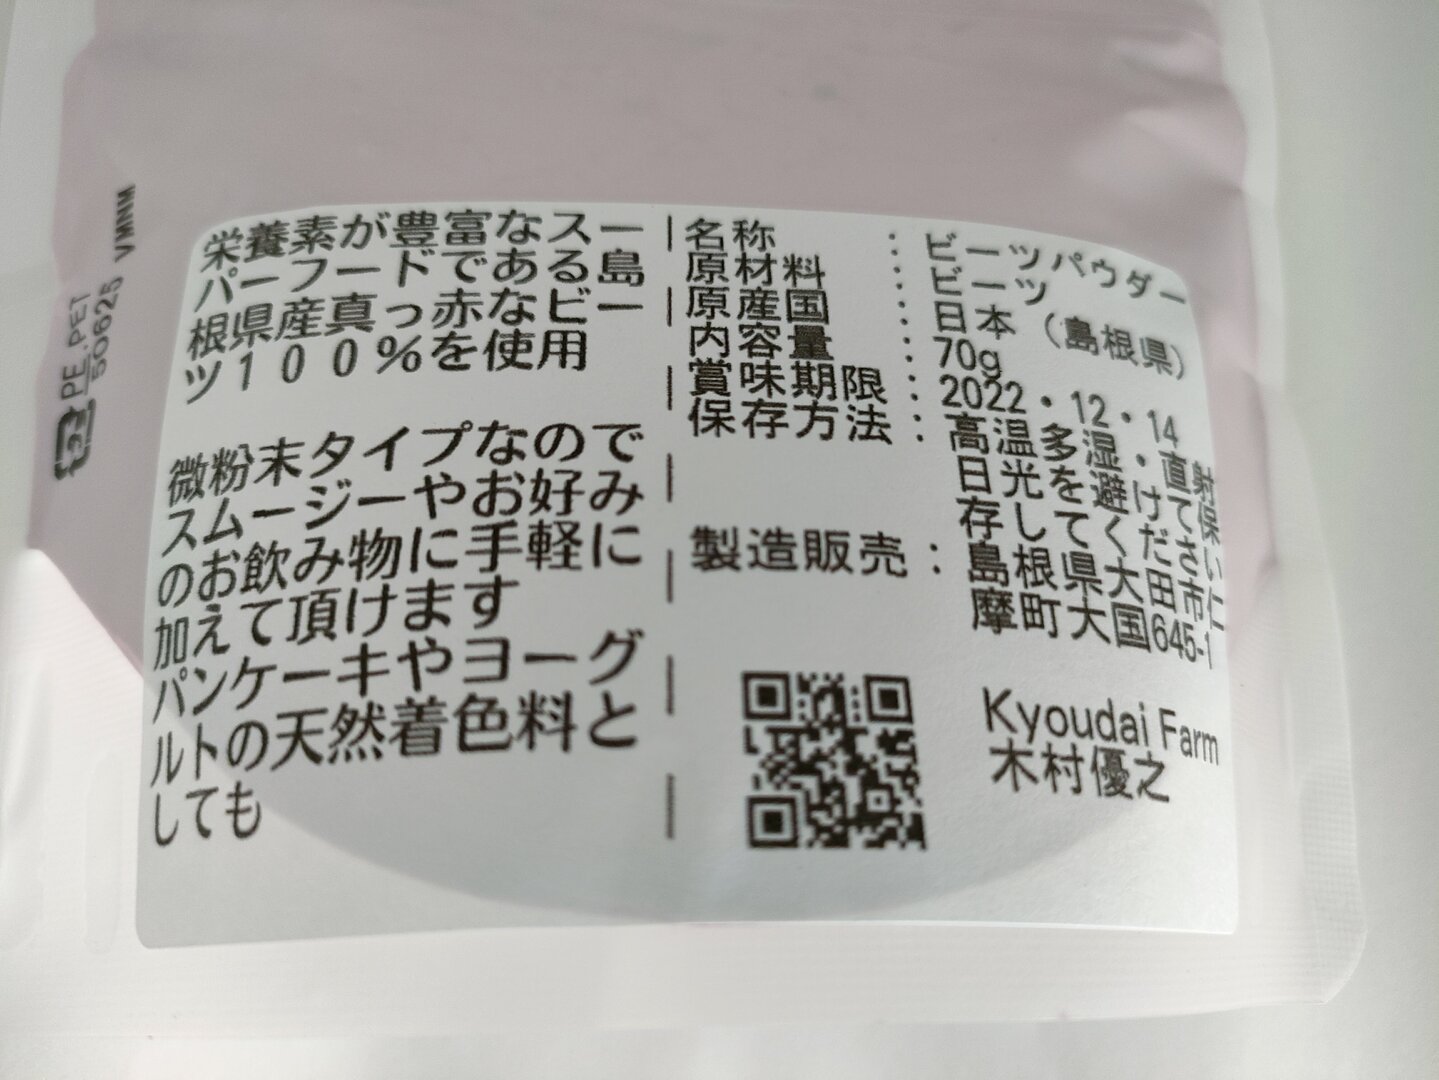 栄養素が豊富なスー
パーフードである島
根県産真っ赤なビー
ツ100%を使用
微粉末タイプなので
スムージーやお好み
のお飲み物に手軽に
加えて頂けます
パンケーキやヨーグ
ルトの天然着色料と
しても
名称 : ビーツパウダー
原材料 : ビーツ
原産国 : 日本(島根県)
内容量 : 70g
賞味期限 : 2022・12・14
保存方法 : 高温多湿・直射
日光を避けて保
存してください
製造販売 : 島根県大田市仁
摩町大国645-1
Kyoudai Farm
木村優之
PE.PET
50625 VMNM